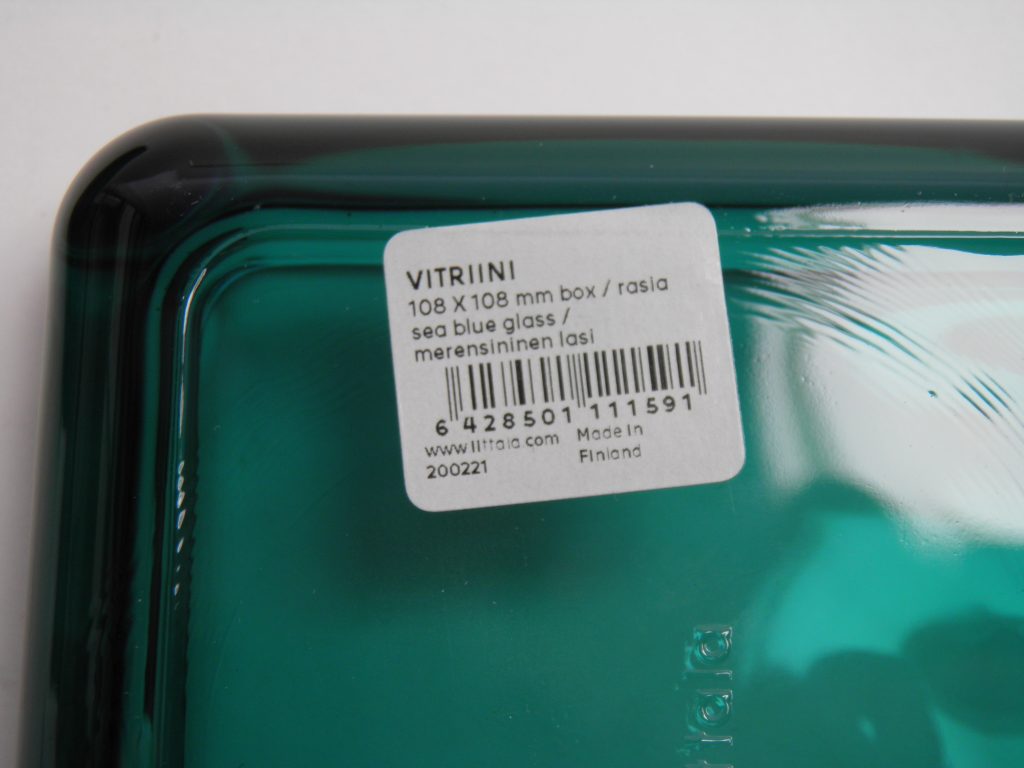 VITRIINI
108 X 108 mm box / rasia
sea blue glass /
merensininen lasi
6 428501 111591
www.iittala.com Made in
200221 Finland